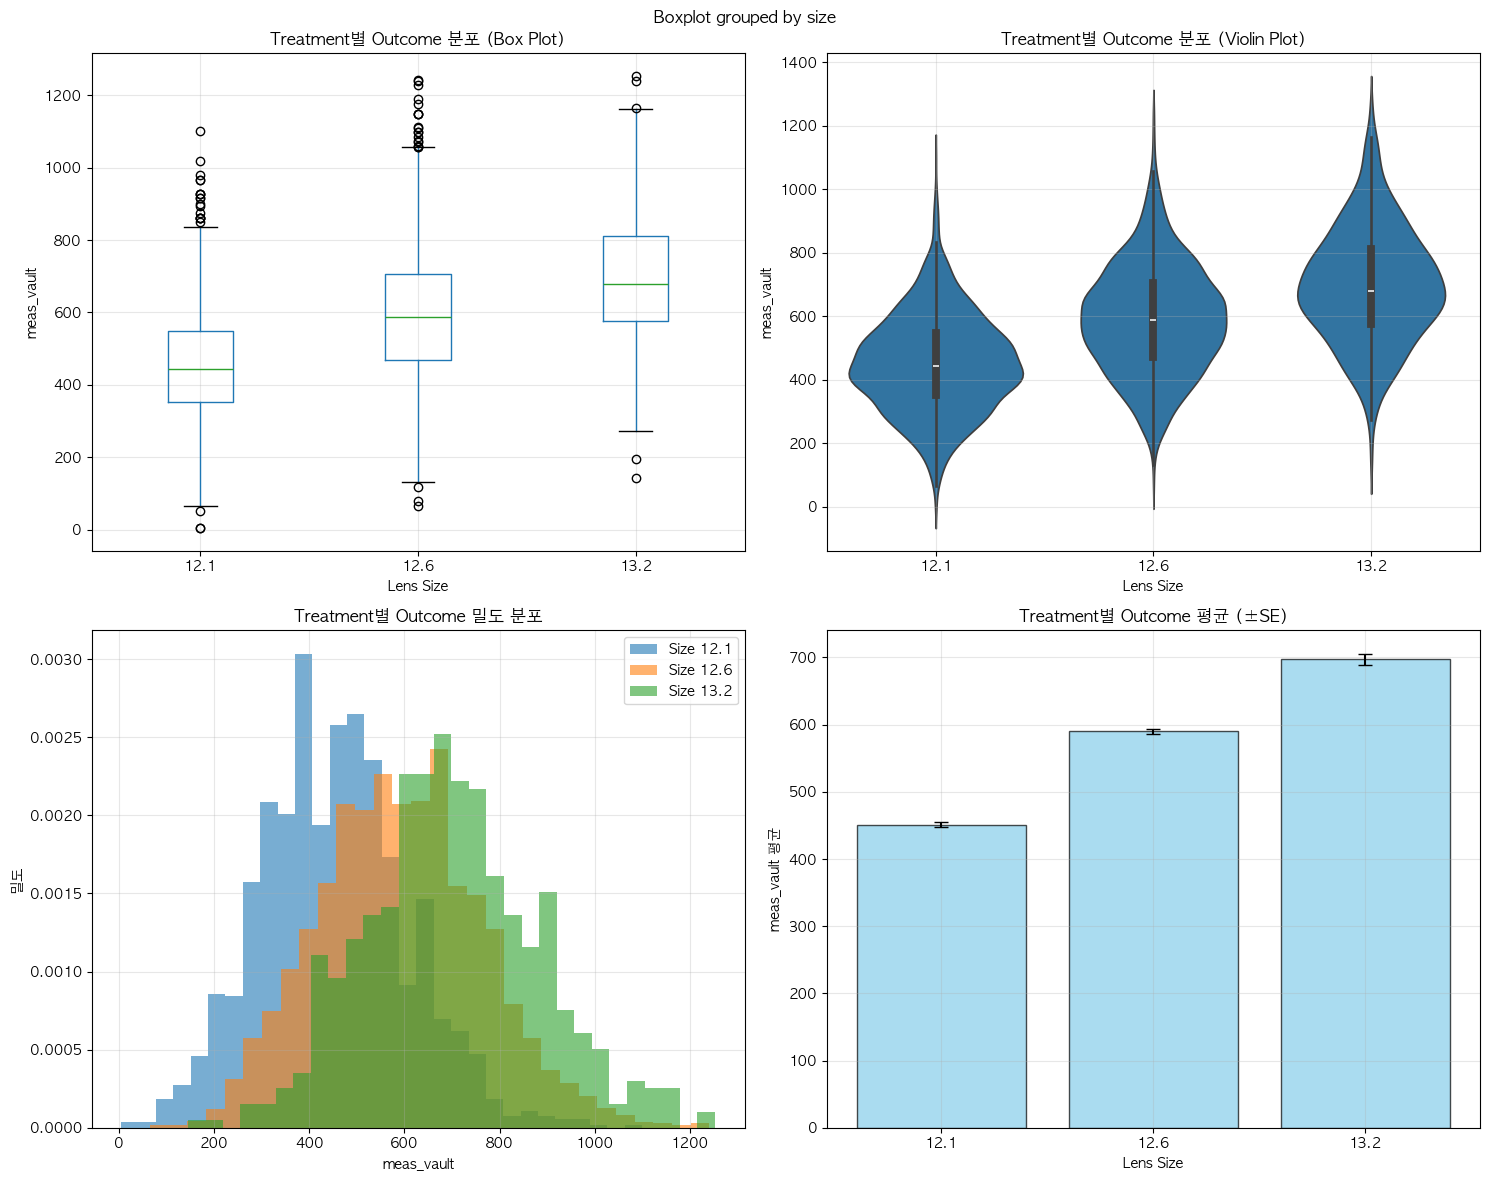 Boxplot grouped by size
Treatment별 Outcome 분포 (Box Plot)
meas_vault
1200
1000
800
600
400
200
0
12.1 12.6 13.2
Lens Size
Treatment별 Outcome 분포 (Violin Plot)
meas_vault
1400
1200
1000
800
600
400
200
0
12.1 12.6 13.2
Lens Size
Treatment별 Outcome 밀도 분포
밀도
0.0030
0.0025
0.0020
0.0015
0.0010
0.0005
0.0000
Size 12.1
Size 12.6
Size 13.2
0 200 400 600 800 1000 1200
meas_vault
Treatment별 Outcome 평균 (±SE)
meas_vault 평균
700
600
500
400
300
200
100
0
12.1 12.6 13.2
Lens Size